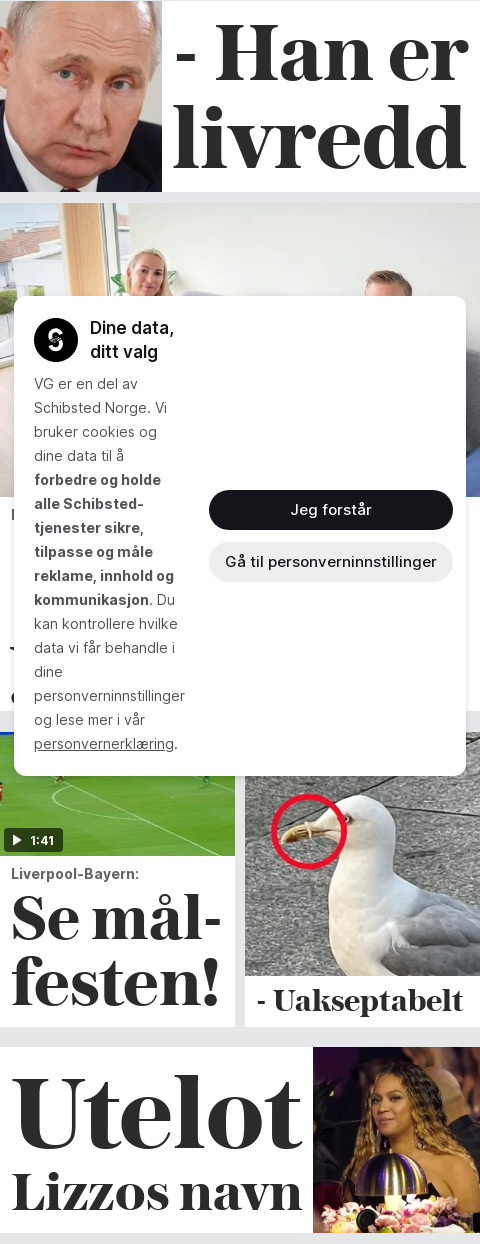 - Han er
livredd
Dine data,
ditt valg
VG er en del av
Schibsted Norge. Vi
bruker cookies og
dine data til å
forbedre og holde
alle Schibsted-
tjenester sikre,
tilpasse og måle
reklame, innhold og
kommunikasjon. Du
kan kontrollere hvilke
data vi får behandle i
dine
personverninnstillinger
og lese mer i vår
personvernerklæring.
Jeg forstår
Gå til personverninnstillinger
1:41
Liverpool-Bayern:
Se mål-
festen!
- Uakseptabelt
Utelot
Lizzos navn